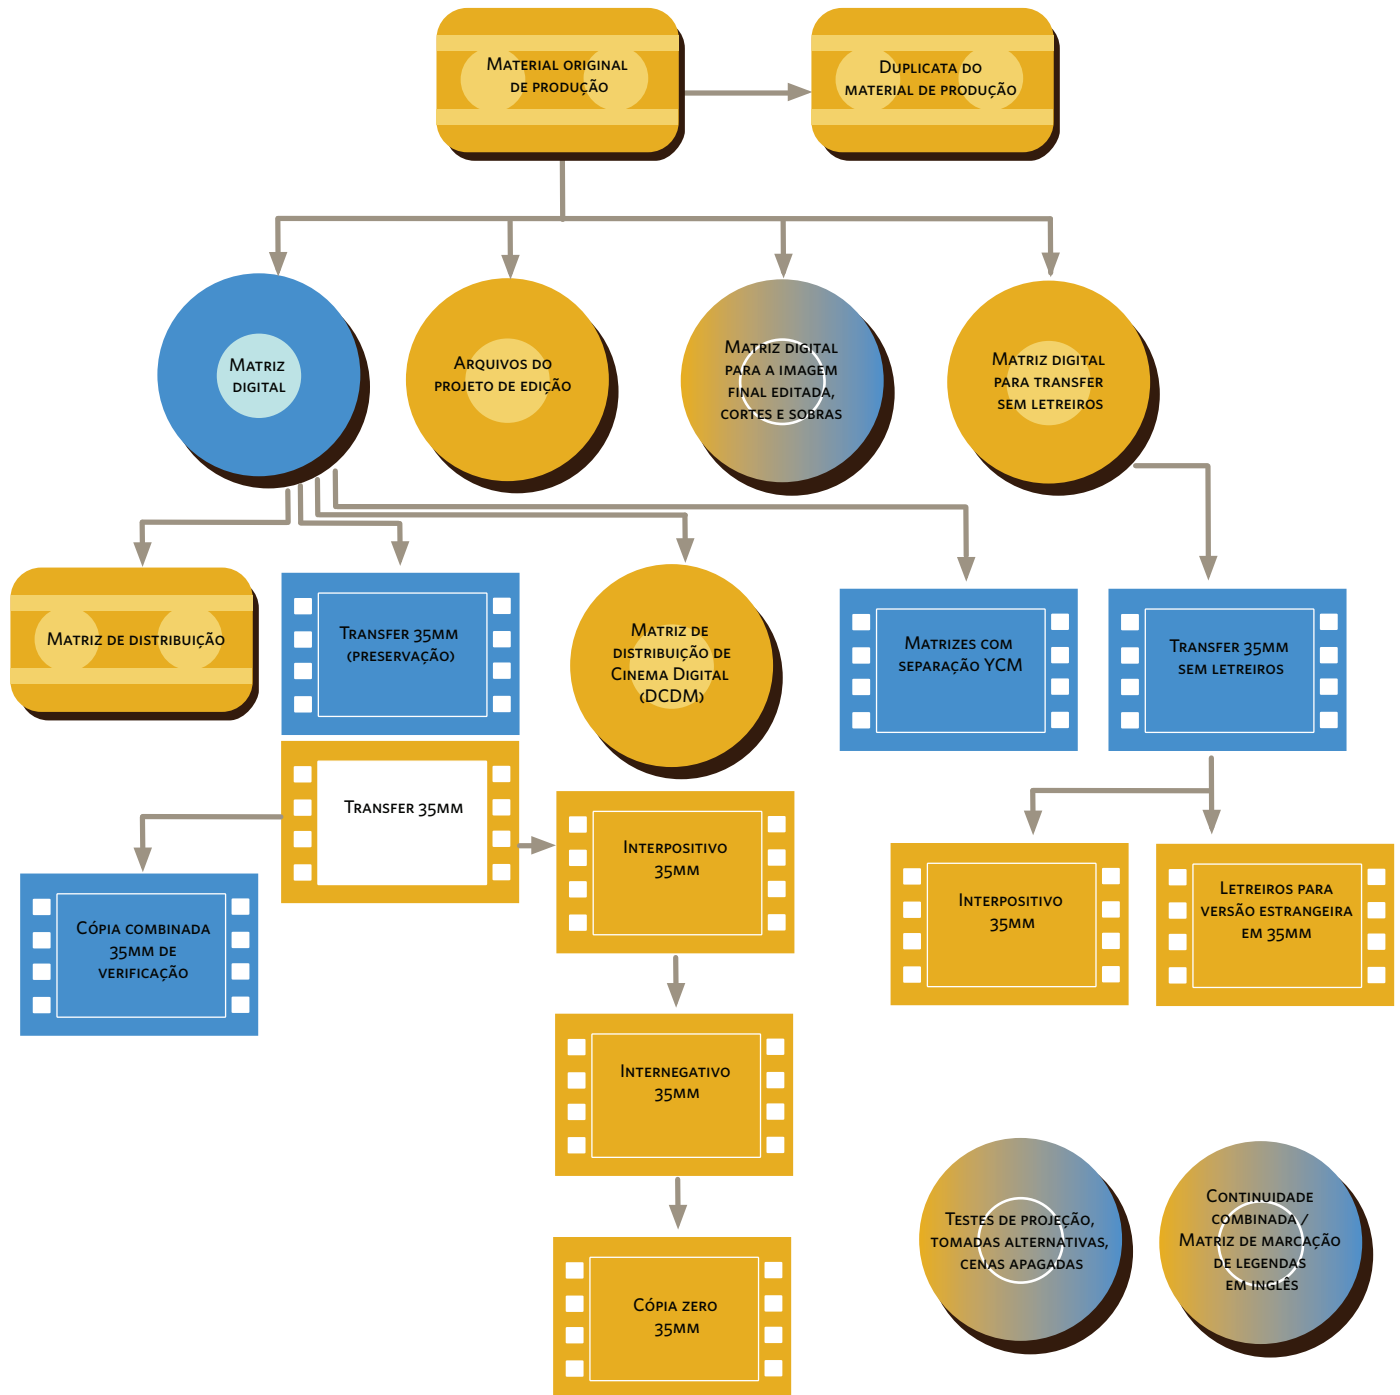 Material original
de produção
Duplicata do
material de produção
Matriz
digital
Arquivos do
projeto de edição
Matriz digital
para a imagem
final editada,
cortes e sobras
Matriz digital
para transfer
sem letreiros
Matriz de distribuição
Transfer 35mm
(preservação)
Matriz de
distribuição de
Cinema Digital
(DCDM)
Matrizes com
separação YCM
Transfer 35mm
sem letreiros
Transfer 35mm
Interpositivo
35mm
Interpositivo
35mm
Letreiros para
versão estrangeira
em 35mm
Cópia combinada
35mm de
verificação
Internegativo
35mm
Testes de projeção,
tomadas alternativas,
cenas apagadas
Continuidade
combinada /
Matriz de marcação
de legendas
em inglês
Cópia zero
35mm